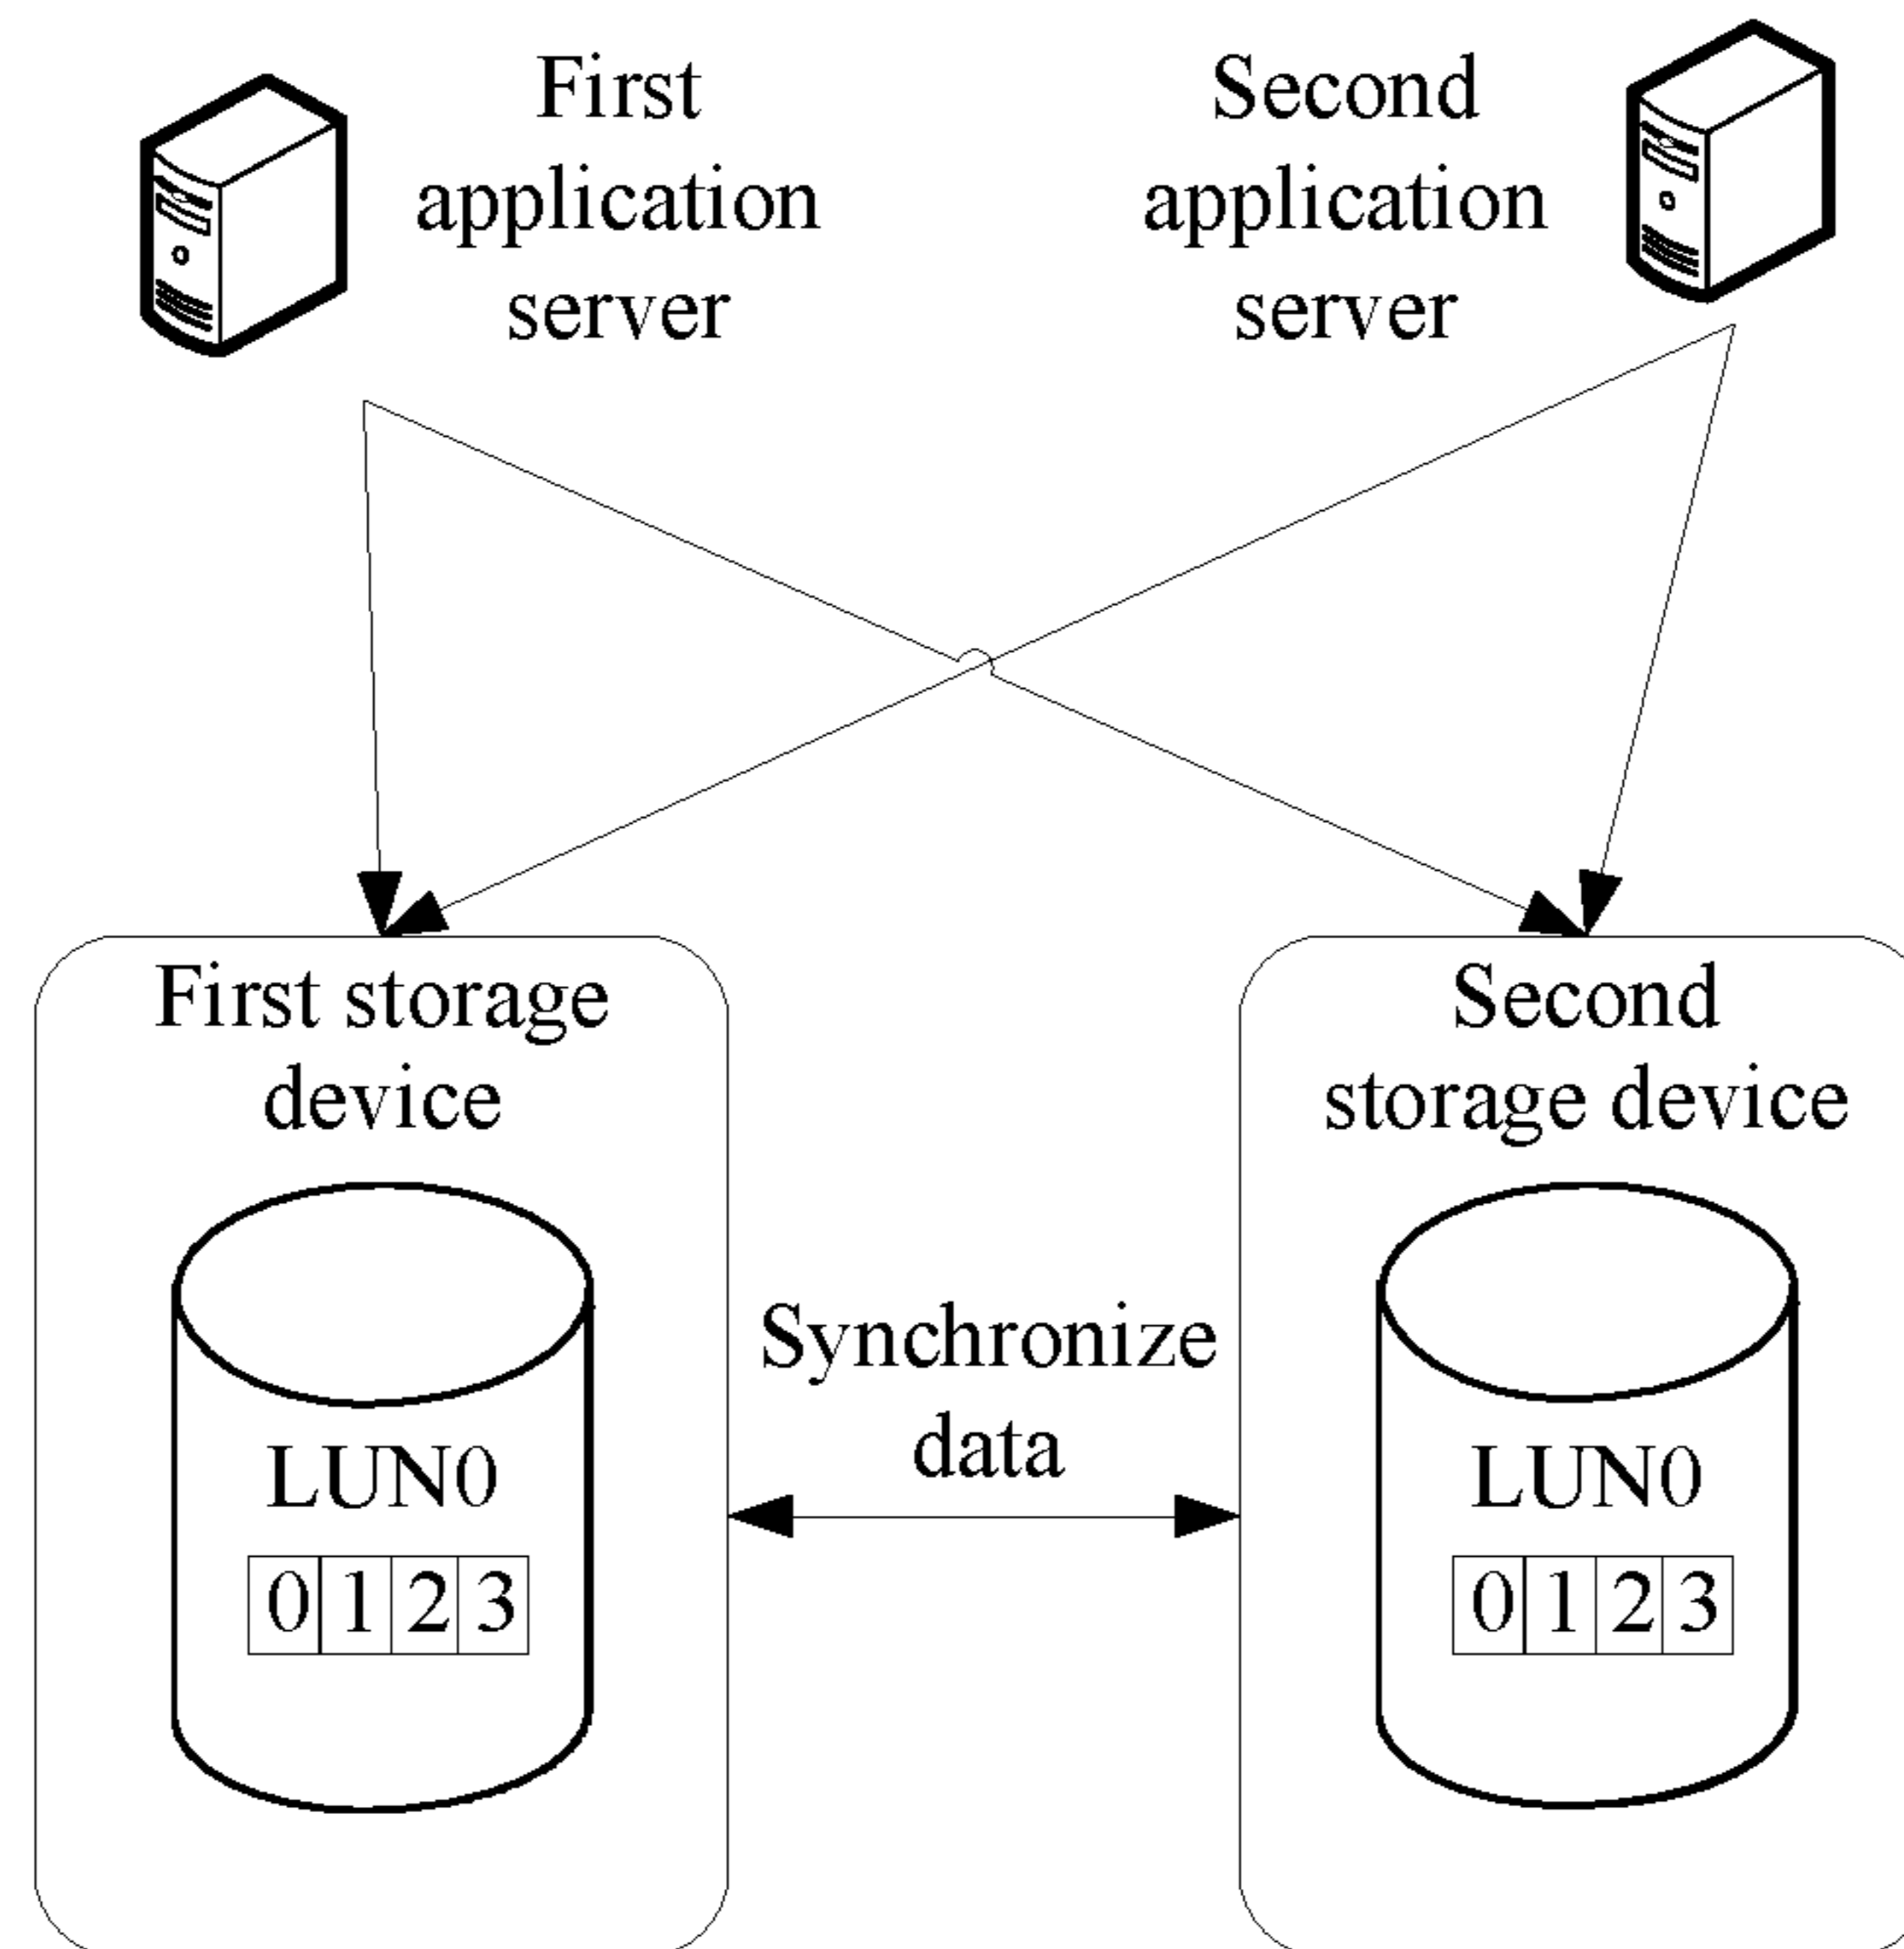 First
application
server
Second
application
server
First storage
device
Second
storage device
Synchronize
data
LUN0
0 1 2 3
LUN0
0 1 2 3